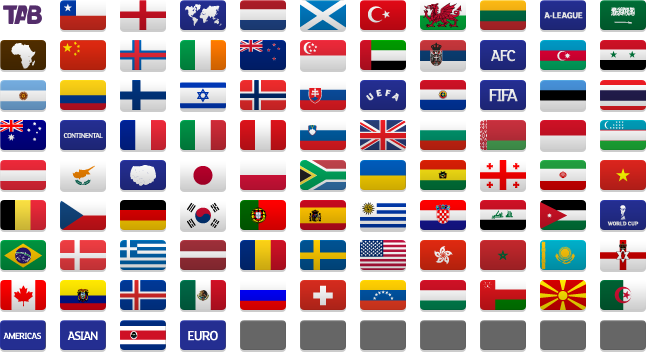 TAB
A-LEAGUE
AFC
UEFA
FIFA
CONTINENTAL
WORLD CUP
AMERICAS
ASIAN
EURO